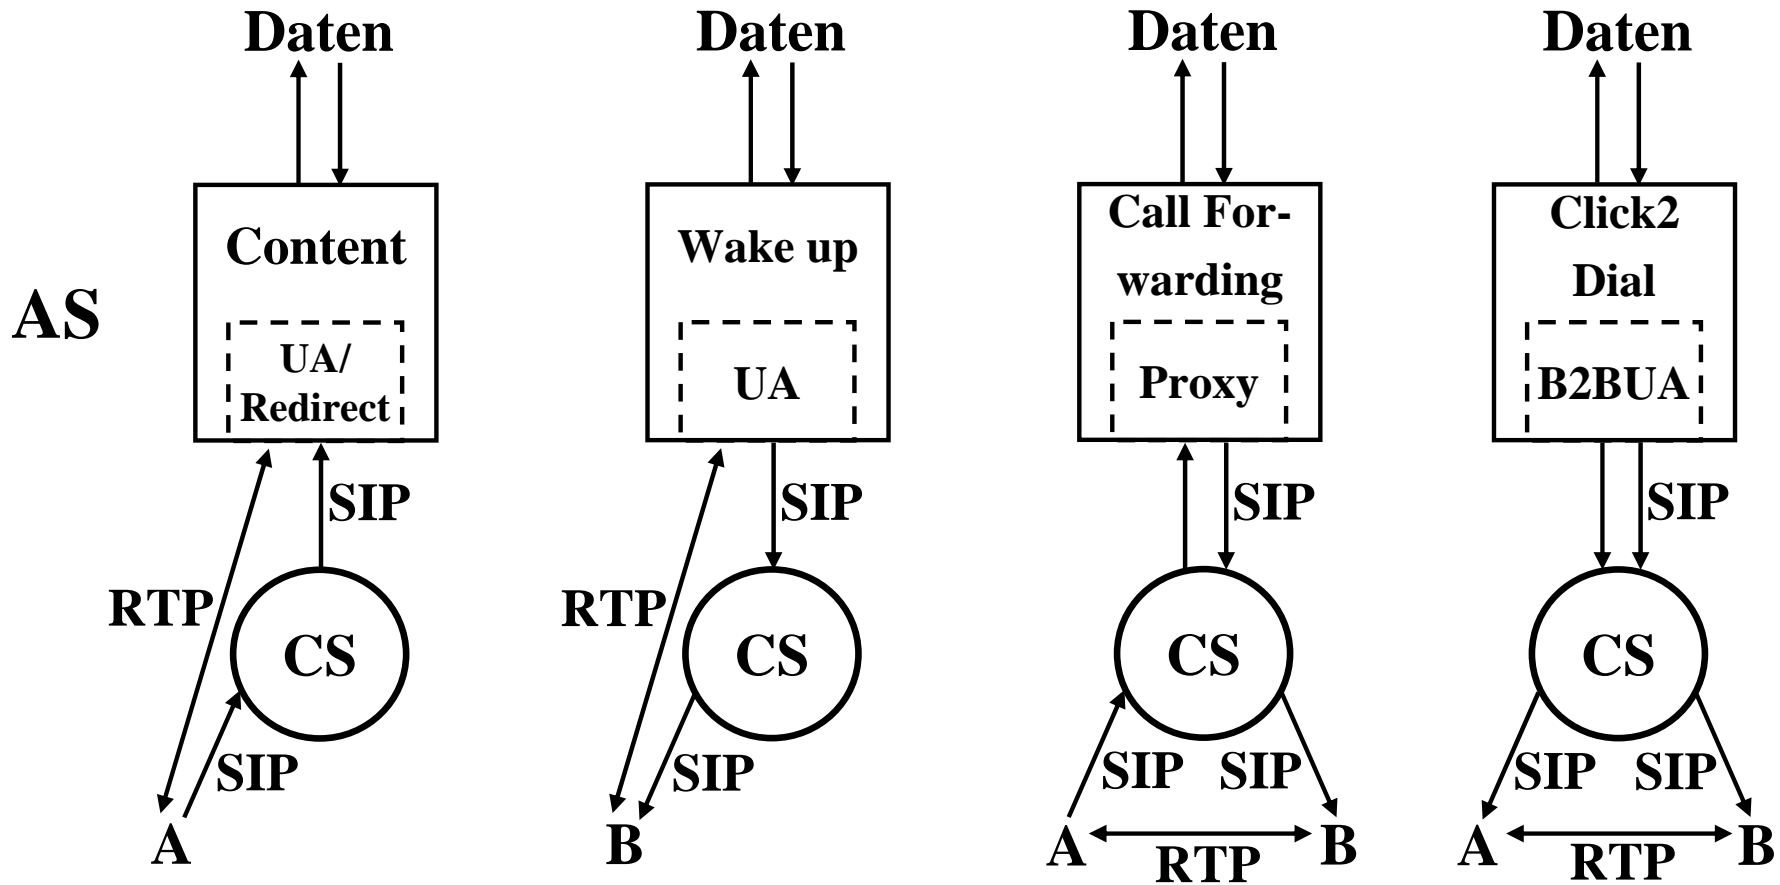 Daten
Daten
Daten
Daten
AS
Content
UA/
Redirect
Wake up
UA
Call For-
warding
Proxy
Click2
Dial
B2BUA
SIP
SIP
SIP
SIP
RTP
RTP
CS
CS
CS
CS
SIP
SIP
SIP
SIP
SIP
SIP
A
B
A
RTP
B
A
RTP
B